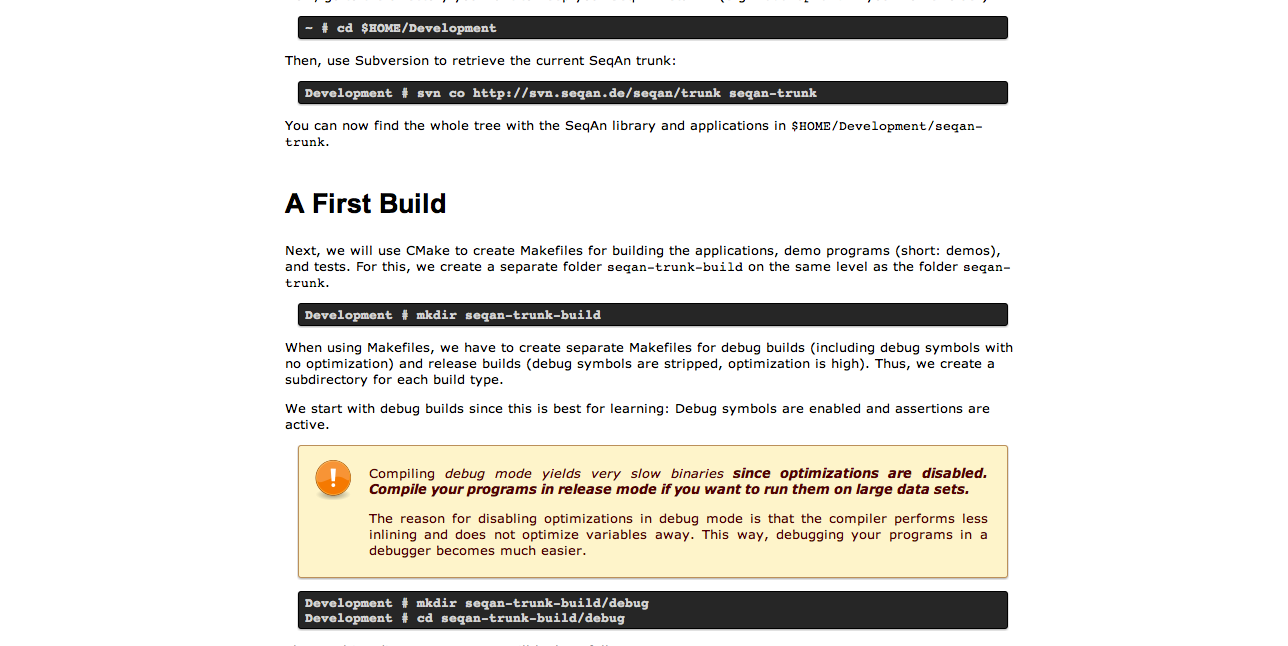 ~ # cd $HOME/Development
Then, use Subversion to retrieve the current SeqAn trunk:
Development # svn co http://svn.seqan.de/seqan/trunk seqan-trunk
You can now find the whole tree with the SeqAn library and applications in $HOME/Development/seqan-
trunk.
A First Build
Next, we will use CMake to create Makefiles for building the applications, demo programs (short: demos),
and tests. For this, we create a separate folder seqan-trunk-build on the same level as the folder seqan-
trunk.
Development # mkdir seqan-trunk-build
When using Makefiles, we have to create separate Makefiles for debug builds (including debug symbols with
no optimization) and release builds (debug symbols are stripped, optimization is high). Thus, we create a
subdirectory for each build type.
We start with debug builds since this is best for learning: Debug symbols are enabled and assertions are
active.
Compiling debug mode yields very slow binaries since optimizations are disabled.
Compile your programs in release mode if you want to run them on large data sets.
The reason for disabling optimizations in debug mode is that the compiler performs less
inlining and does not optimize variables away. This way, debugging your programs in a
debugger becomes much easier.
Development # mkdir seqan-trunk-build/debug
Development # cd seqan-trunk-build/debug